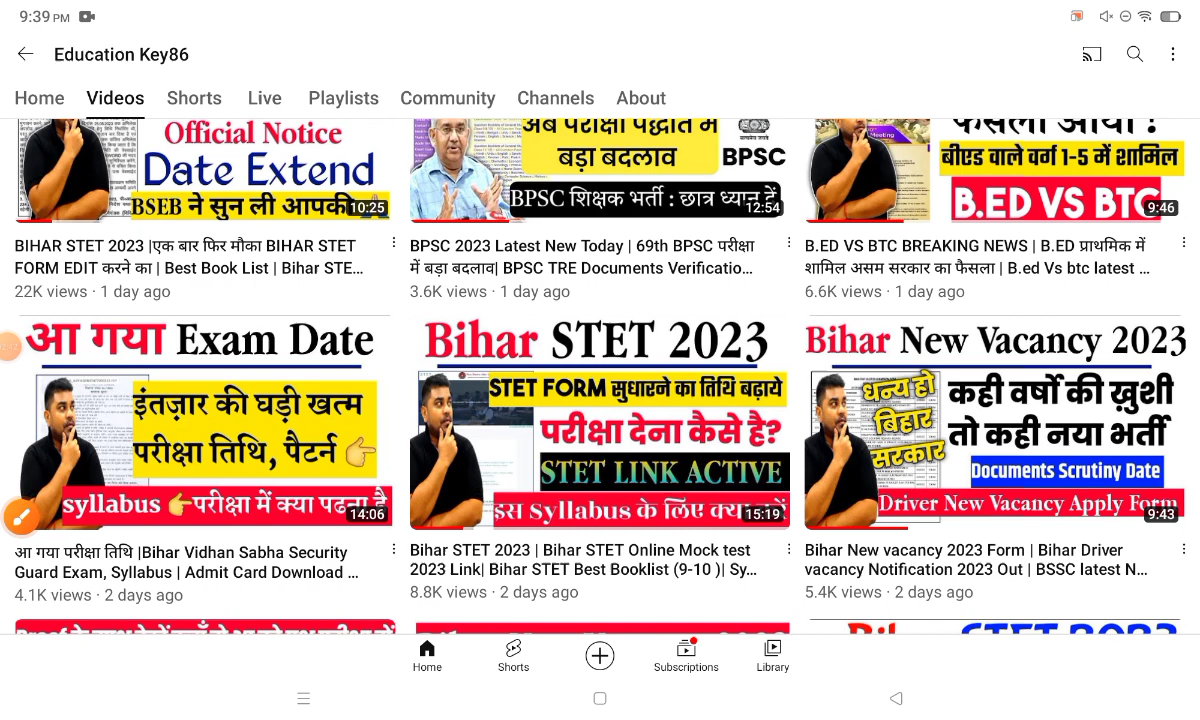 9:39 PM
Education Key86
Home Videos Shorts Live Playlists Community Channels About
Official Notice
Date Extend
BSEB ने सुन ली आपकी
10:25
अब परीक्षा पद्धति में
बड़ा बदलाव
BPSC
BPSC शिक्षक भर्ती : छात्र ध्यान दें
12:54
फैसला आया !
बीएड वाले वर्ग 1-5 में शामिल
B.ED VS BTC
9:46
BIHAR STET 2023 |एक बार फिर मौका BIHAR STET
FORM EDIT करने का | Best Book List | Bihar STE...
22K views · 1 day ago
BPSC 2023 Latest New Today | 69th BPSC परीक्षा
में बड़ा बदलाव| BPSC TRE Documents Verificatio...
3.6K views · 1 day ago
B.ED VS BTC BREAKING NEWS | B.ED प्राथमिक में
शामिल असम सरकार का फैसला | B.ed Vs btc latest ...
6.6K views · 1 day ago
आ गया Exam Date
इंतज़ार की घड़ी खत्म
परीक्षा तिथि, पैटर्न
syllabus परीक्षा में क्या पढना है
14:06
Bihar STET 2023
STET FORM सुधारने का तिथि बढ़ाये
परीक्षा देना कैसे है?
STET LINK ACTIVE
इस Syllabus के लिए
15:19
Bihar New Vacancy 2023
धन्य हो
बिहार
सरकार
कही वर्षो की ख़ुशी
तो कही नया भर्ती
Documents Scrutiny Date
Driver New Vacancy Apply Form
9:43
आ गया परीक्षा तिथि |Bihar Vidhan Sabha Security
Guard Exam, Syllabus | Admit Card Download ...
4.1K views · 2 days ago
Bihar STET 2023 | Bihar STET Online Mock test
2023 Link| Bihar STET Best Booklist (9-10 )| Sy...
8.8K views · 2 days ago
Bihar New vacancy 2023 Form | Bihar Driver
vacancy Notification 2023 Out | BSSC latest N...
5.4K views · 2 days ago
Home Shorts Subscriptions Library